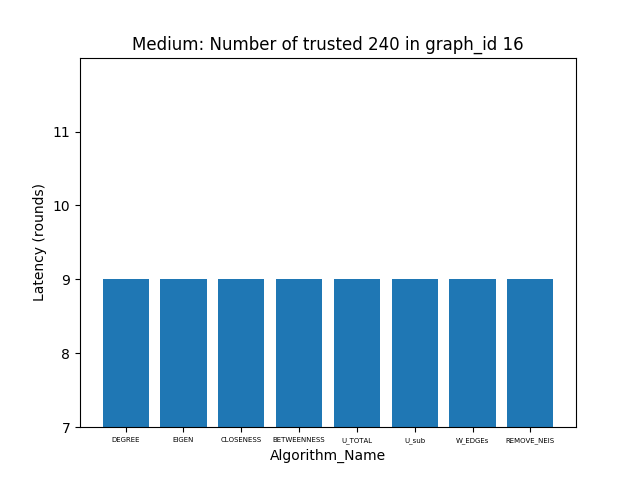 Medium: Number of trusted 240 in graph_id 16
Latency (rounds)
11
10
9
8
7
DEGREE EIGEN CLOSENESS BETWEENNESS U_TOTAL U_sub W_EDGEs REMOVE_NEIS
Algorithm_Name